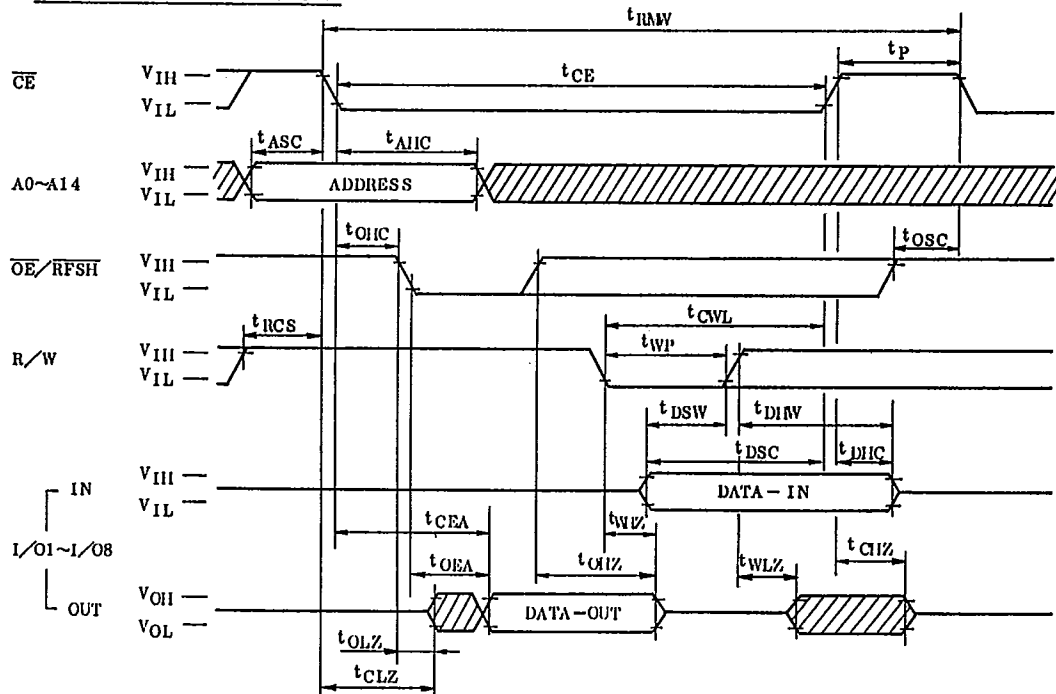 tRMW
tP
CE VIH
tCE
VIL
tASC tAHC
A0~A14 VIH
ADDRESS
VIL
tOHC tOSC
OE/RFSH VIH
VIL
tRCS tCWL
R/W VIH tWP
VIL
tDSW tDHW
tDSC tDHC
IN VIH
DATA-IN
VIL
tCEA tWHZ
I/O1~I/O8
tOEA tOHZ tWLZ tCHZ
OUT VOH
DATA-OUT
VOL
tOLZ
tCLZ